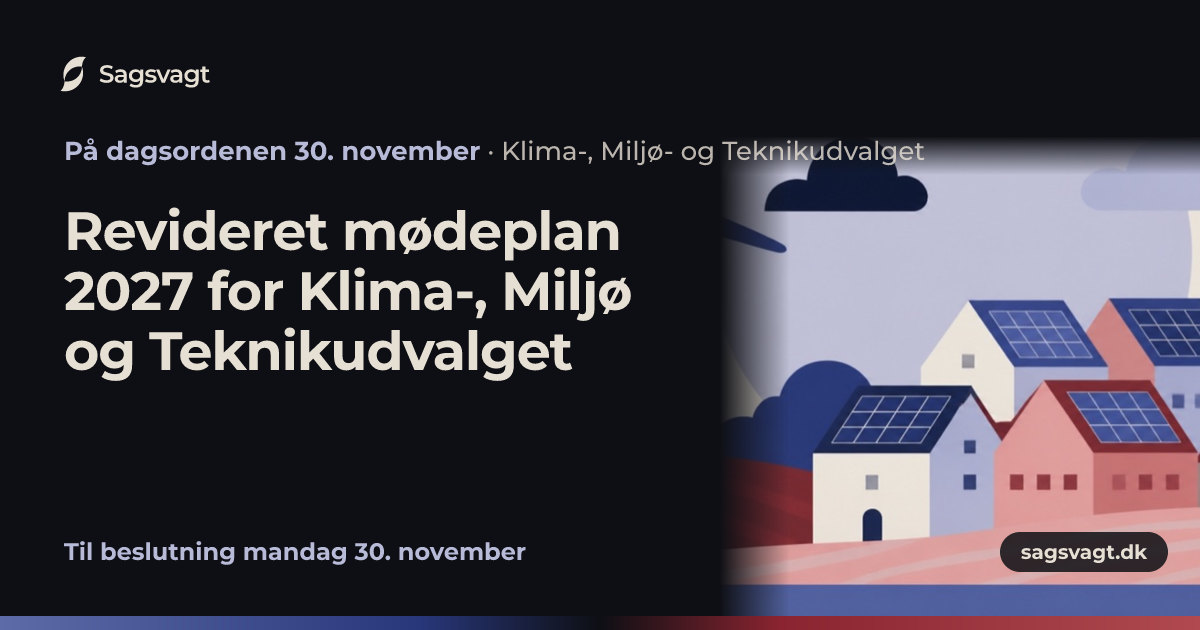 Sagsvagt
På dagsordenen 30. november · Klima-, Miljø- og Teknikudvalget
Revideret mødeplan
2027 for Klima-, Miljø
og Teknikudvalget
Til beslutning mandag 30. november
sagsvagt.dk